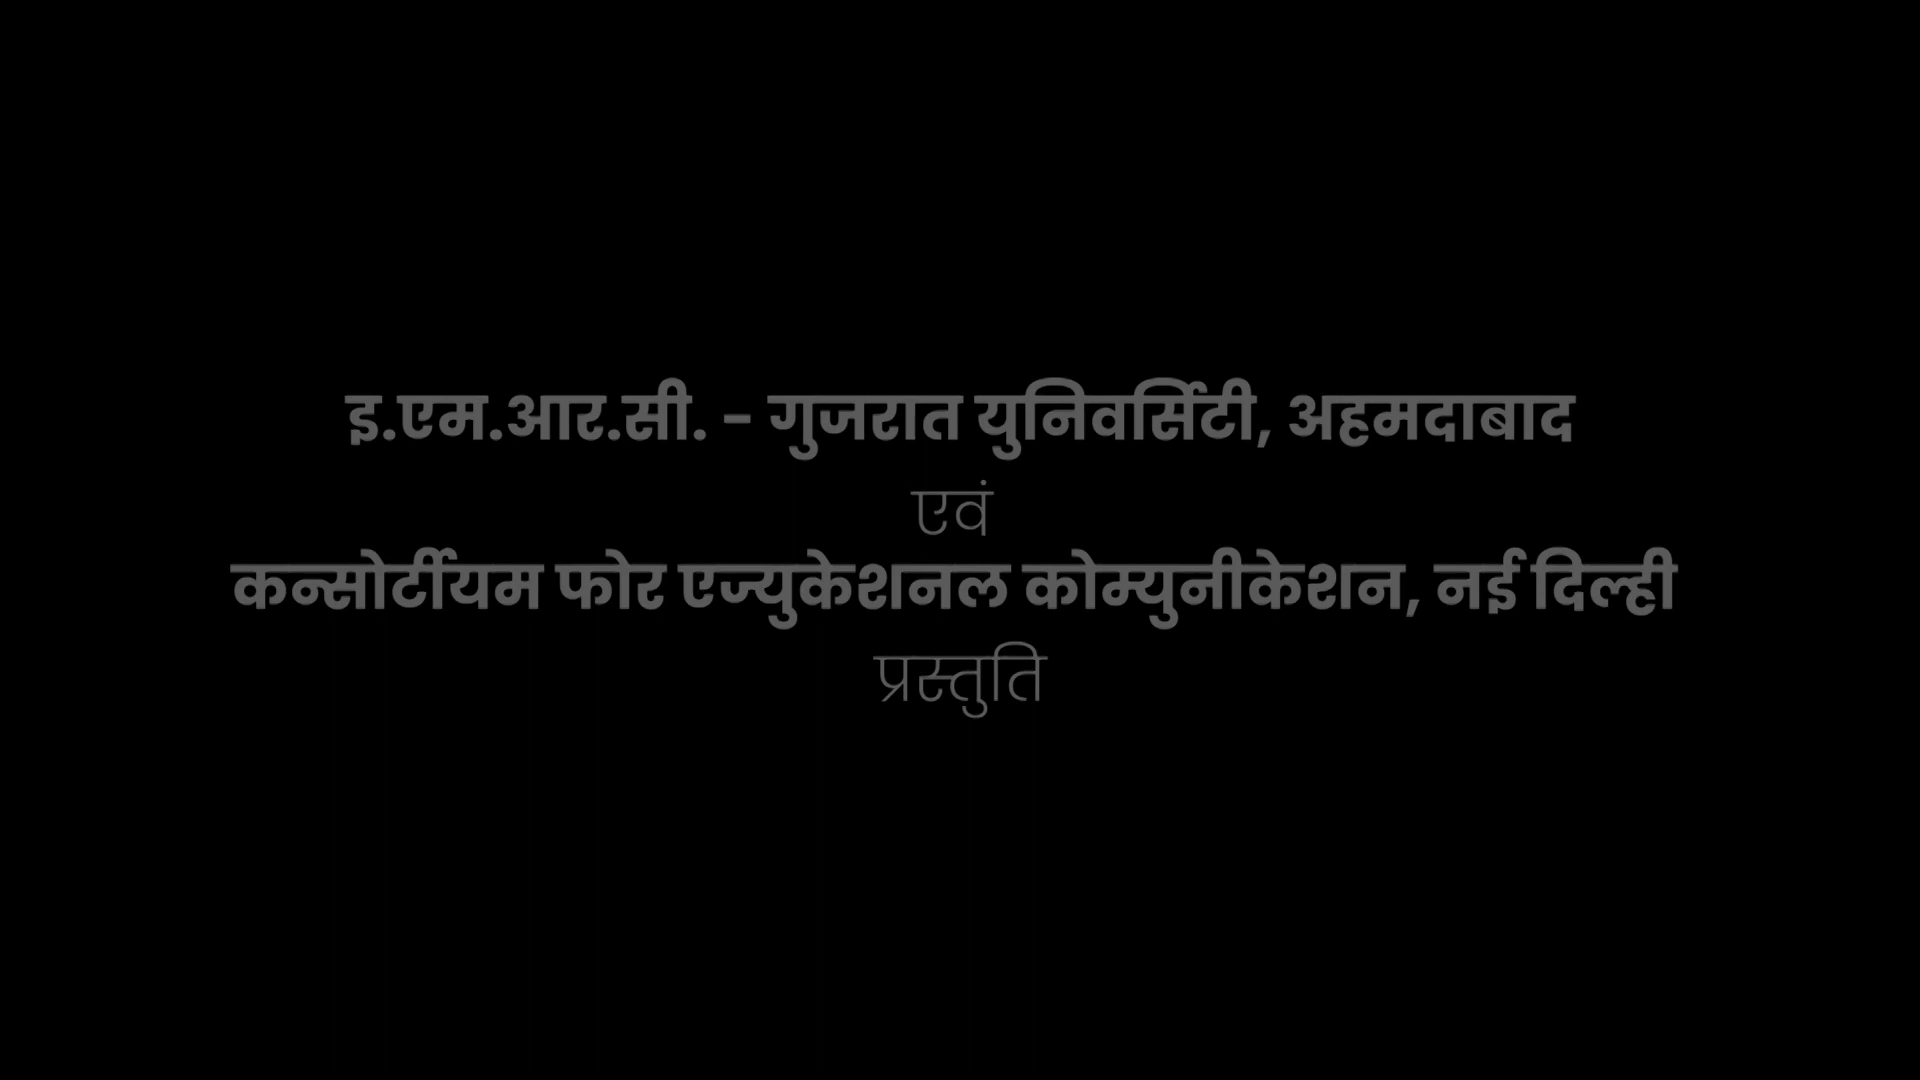 इ.एम.आर.सी. - गुजरात युनिवर्सिटी, अहमदाबाद
एवं
कन्सोर्टीयम फोर एज्युकेशनल कोम्युनीकेशन, नई दिल्ही
प्रस्तुति